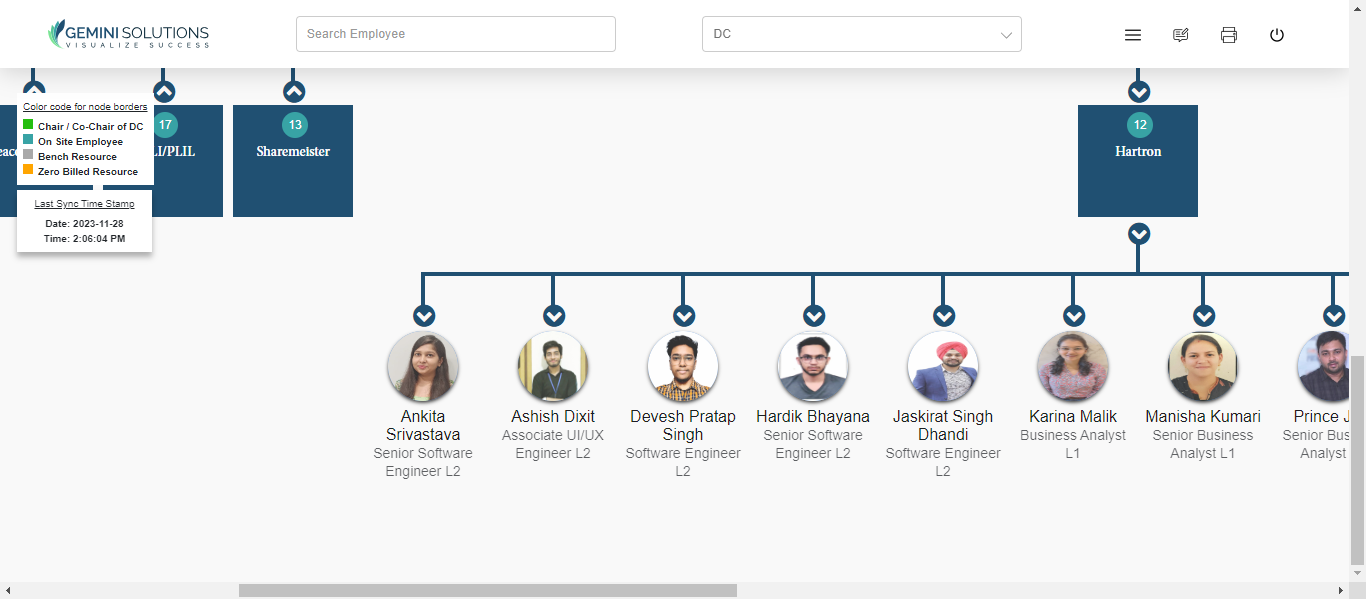 GEMINI SOLUTIONS
VISUALIZE SUCCESS
Search Employee
DC
Color code for node borders
Chair / Co-Chair of DC
On Site Employee
Bench Resource
Zero Billed Resource
Last Sync Time Stamp
Date: 2023-11-28
Time: 2:06:04 PM
17
LI/PLIL
13
Sharemeister
12
Hartron
Ankita
Srivastava
Senior Software
Engineer L2
Ashish Dixit
Associate UI/UX
Engineer L2
Devesh Pratap
Singh
Software Engineer
L2
Hardik Bhayana
Senior Software
Engineer L2
Jaskirat Singh
Dhandi
Software Engineer
L2
Karina Malik
Business Analyst
L1
Manisha Kumari
Senior Business
Analyst L1
Prince J
Senior Bus
Analyst